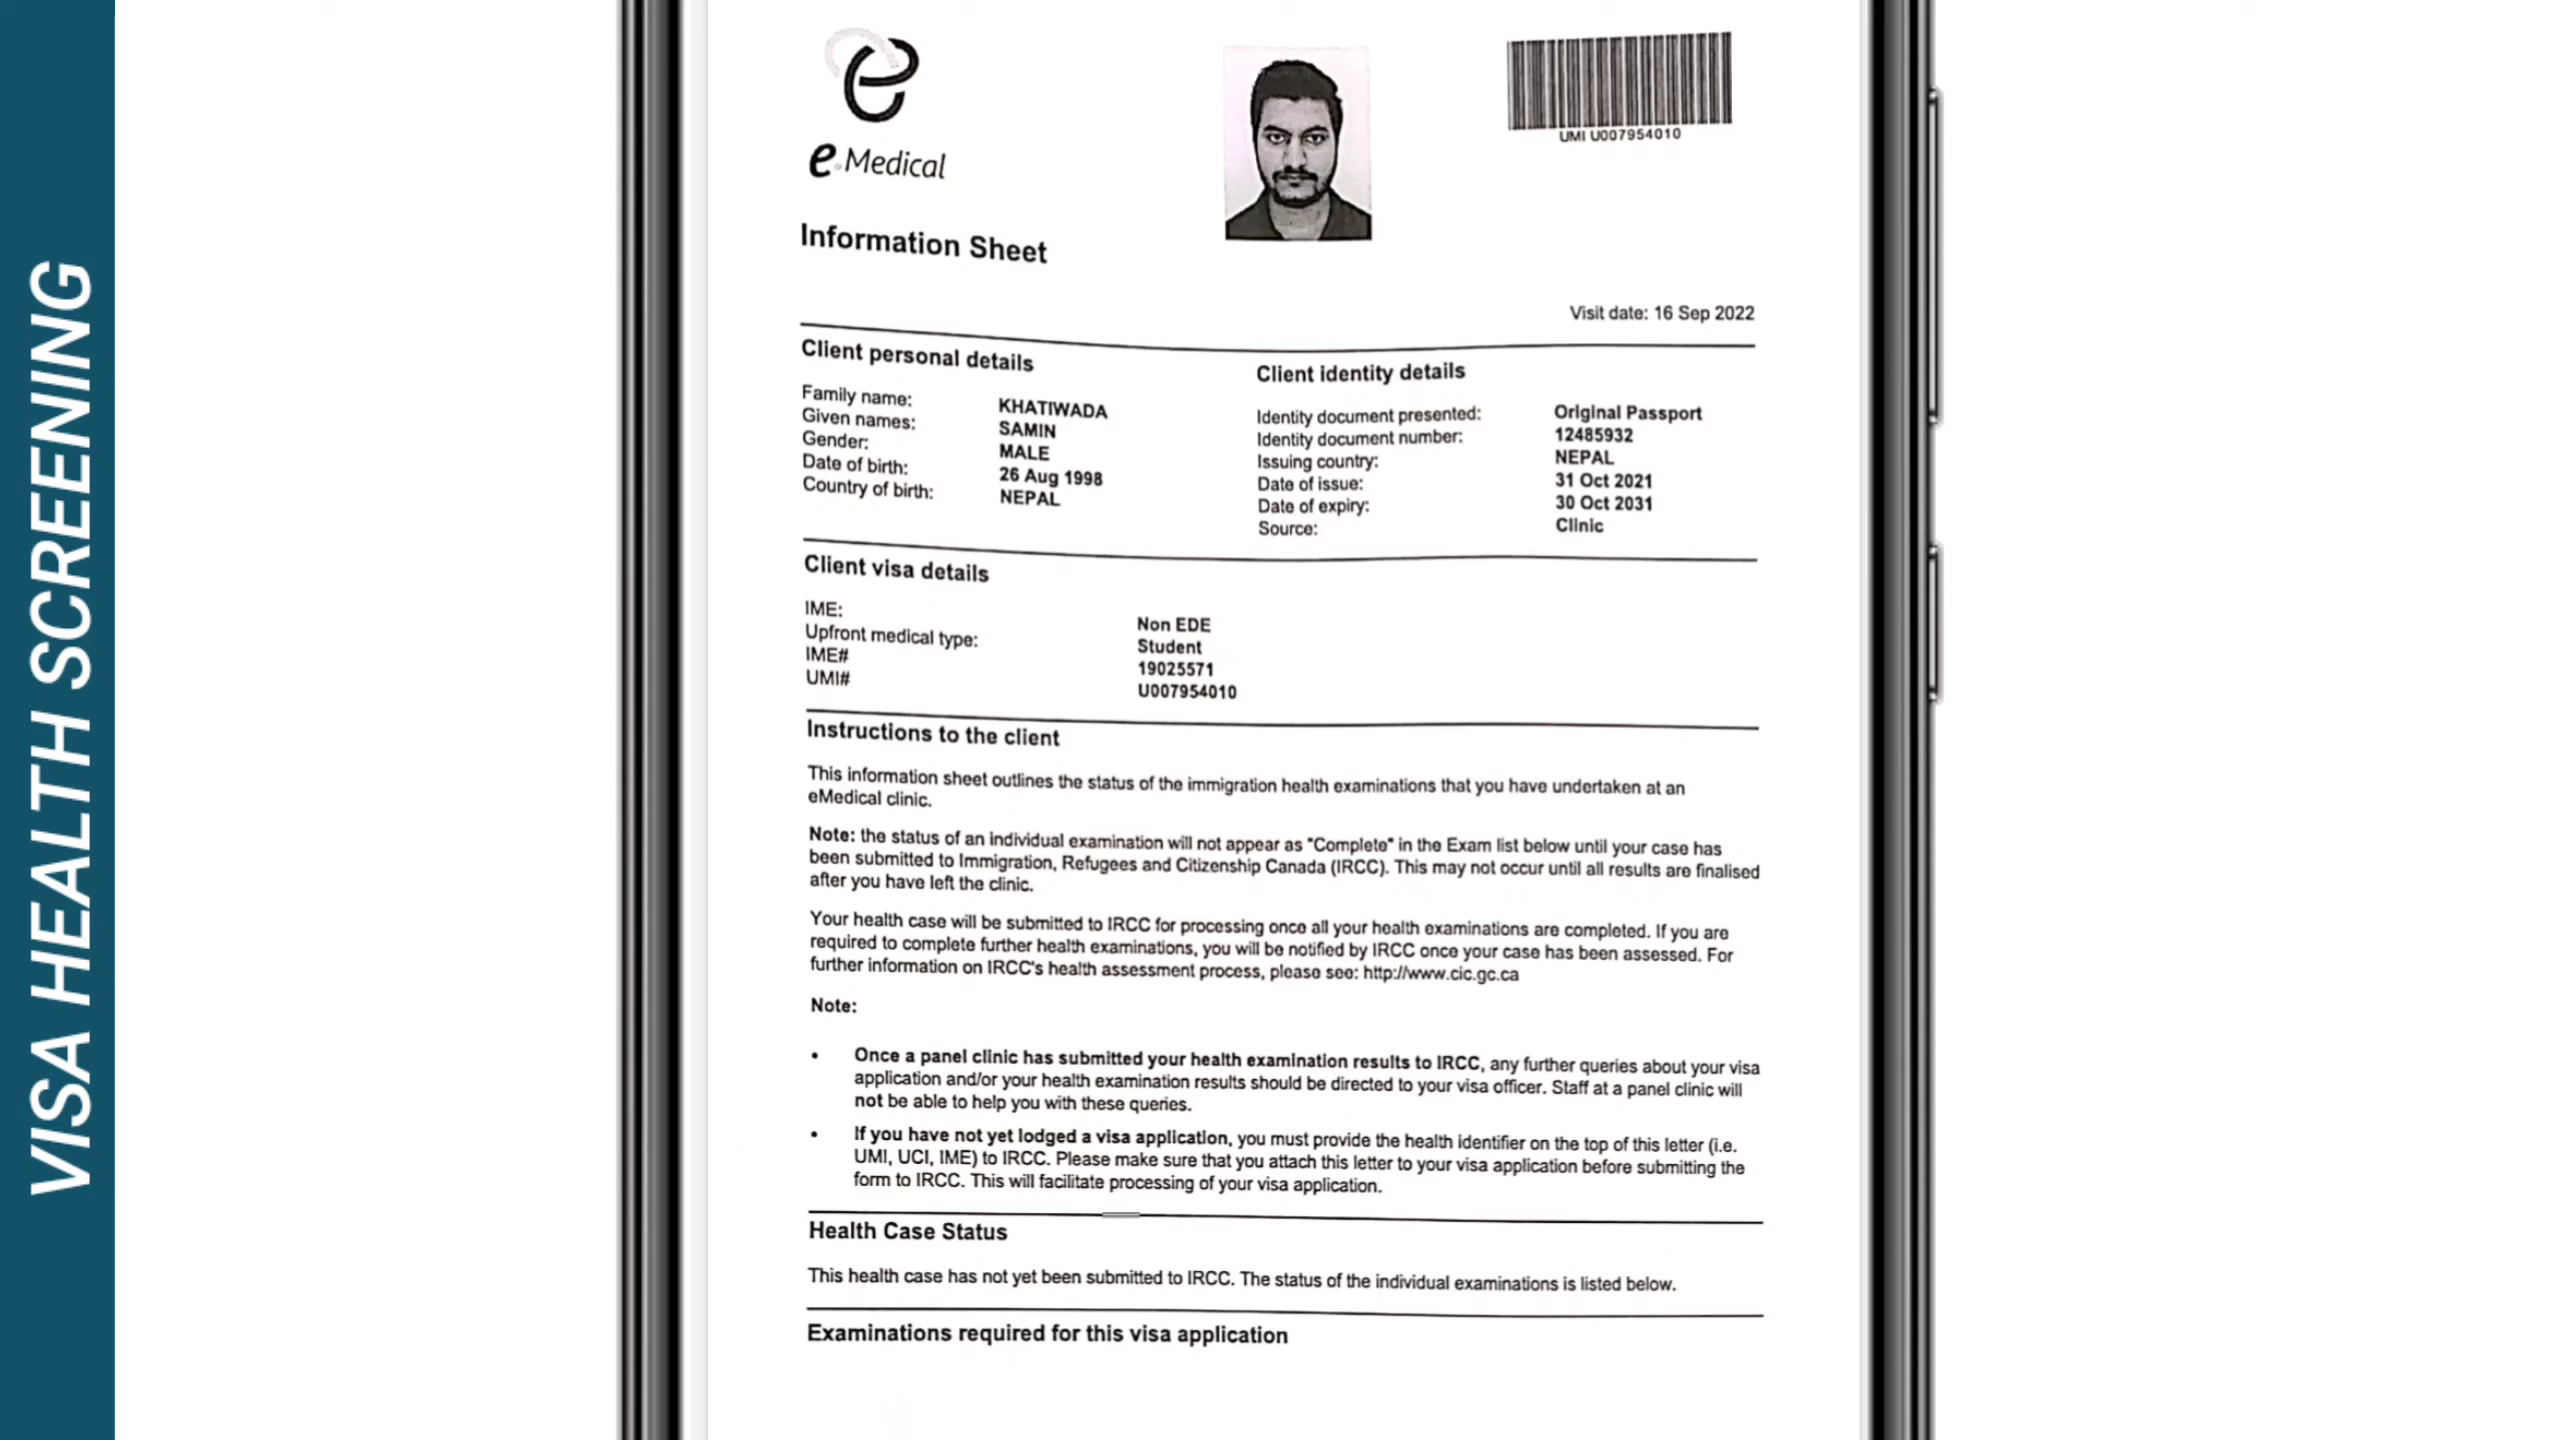 VISA HEALTH SCREENING
e
e Medical
UMI U007954010
Information Sheet
Visit date: 16 Sep 2022
Client personal details
Family name: KHATIWADA
Given names: SAMIN
Gender: MALE
Date of birth: 26 Aug 1998
Country of birth: NEPAL
Client identity details
Identity document presented: Original Passport
Identity document number: 12485932
Issuing country: NEPAL
Date of issue: 31 Oct 2021
Date of expiry: 30 Oct 2031
Source: Clinic
Client visa details
IME: Non EDE
Upfront medical type: Student
IME# 19025571
UMI# U007954010
Instructions to the client
This information sheet outlines the status of the immigration health examinations that you have undertaken at an
eMedical clinic.
Note: the status of an individual examination will not appear as "Complete" in the Exam list below until your case has
been submitted to Immigration, Refugees and Citizenship Canada (IRCC). This may not occur until all results are finalised
after you have left the clinic.
Your health case will be submitted to IRCC for processing once all your health examinations are completed. If you are
required to complete further health examinations, you will be notified by IRCC once your case has been assessed. For
further information on IRCC's health assessment process, please see: http://www.cic.gc.ca
Note:
• Once a panel clinic has submitted your health examination results to IRCC, any further queries about your visa
application and/or your health examination results should be directed to your visa officer. Staff at a panel clinic will
not be able to help you with these queries.
• If you have not yet lodged a visa application, you must provide the health identifier on the top of this letter (i.e.
UMI, UCI, IME) to IRCC. Please make sure that you attach this letter to your visa application before submitting the
form to IRCC. This will facilitate processing of your visa application.
Health Case Status
This health case has not yet been submitted to IRCC. The status of the individual examinations is listed below.
Examinations required for this visa application